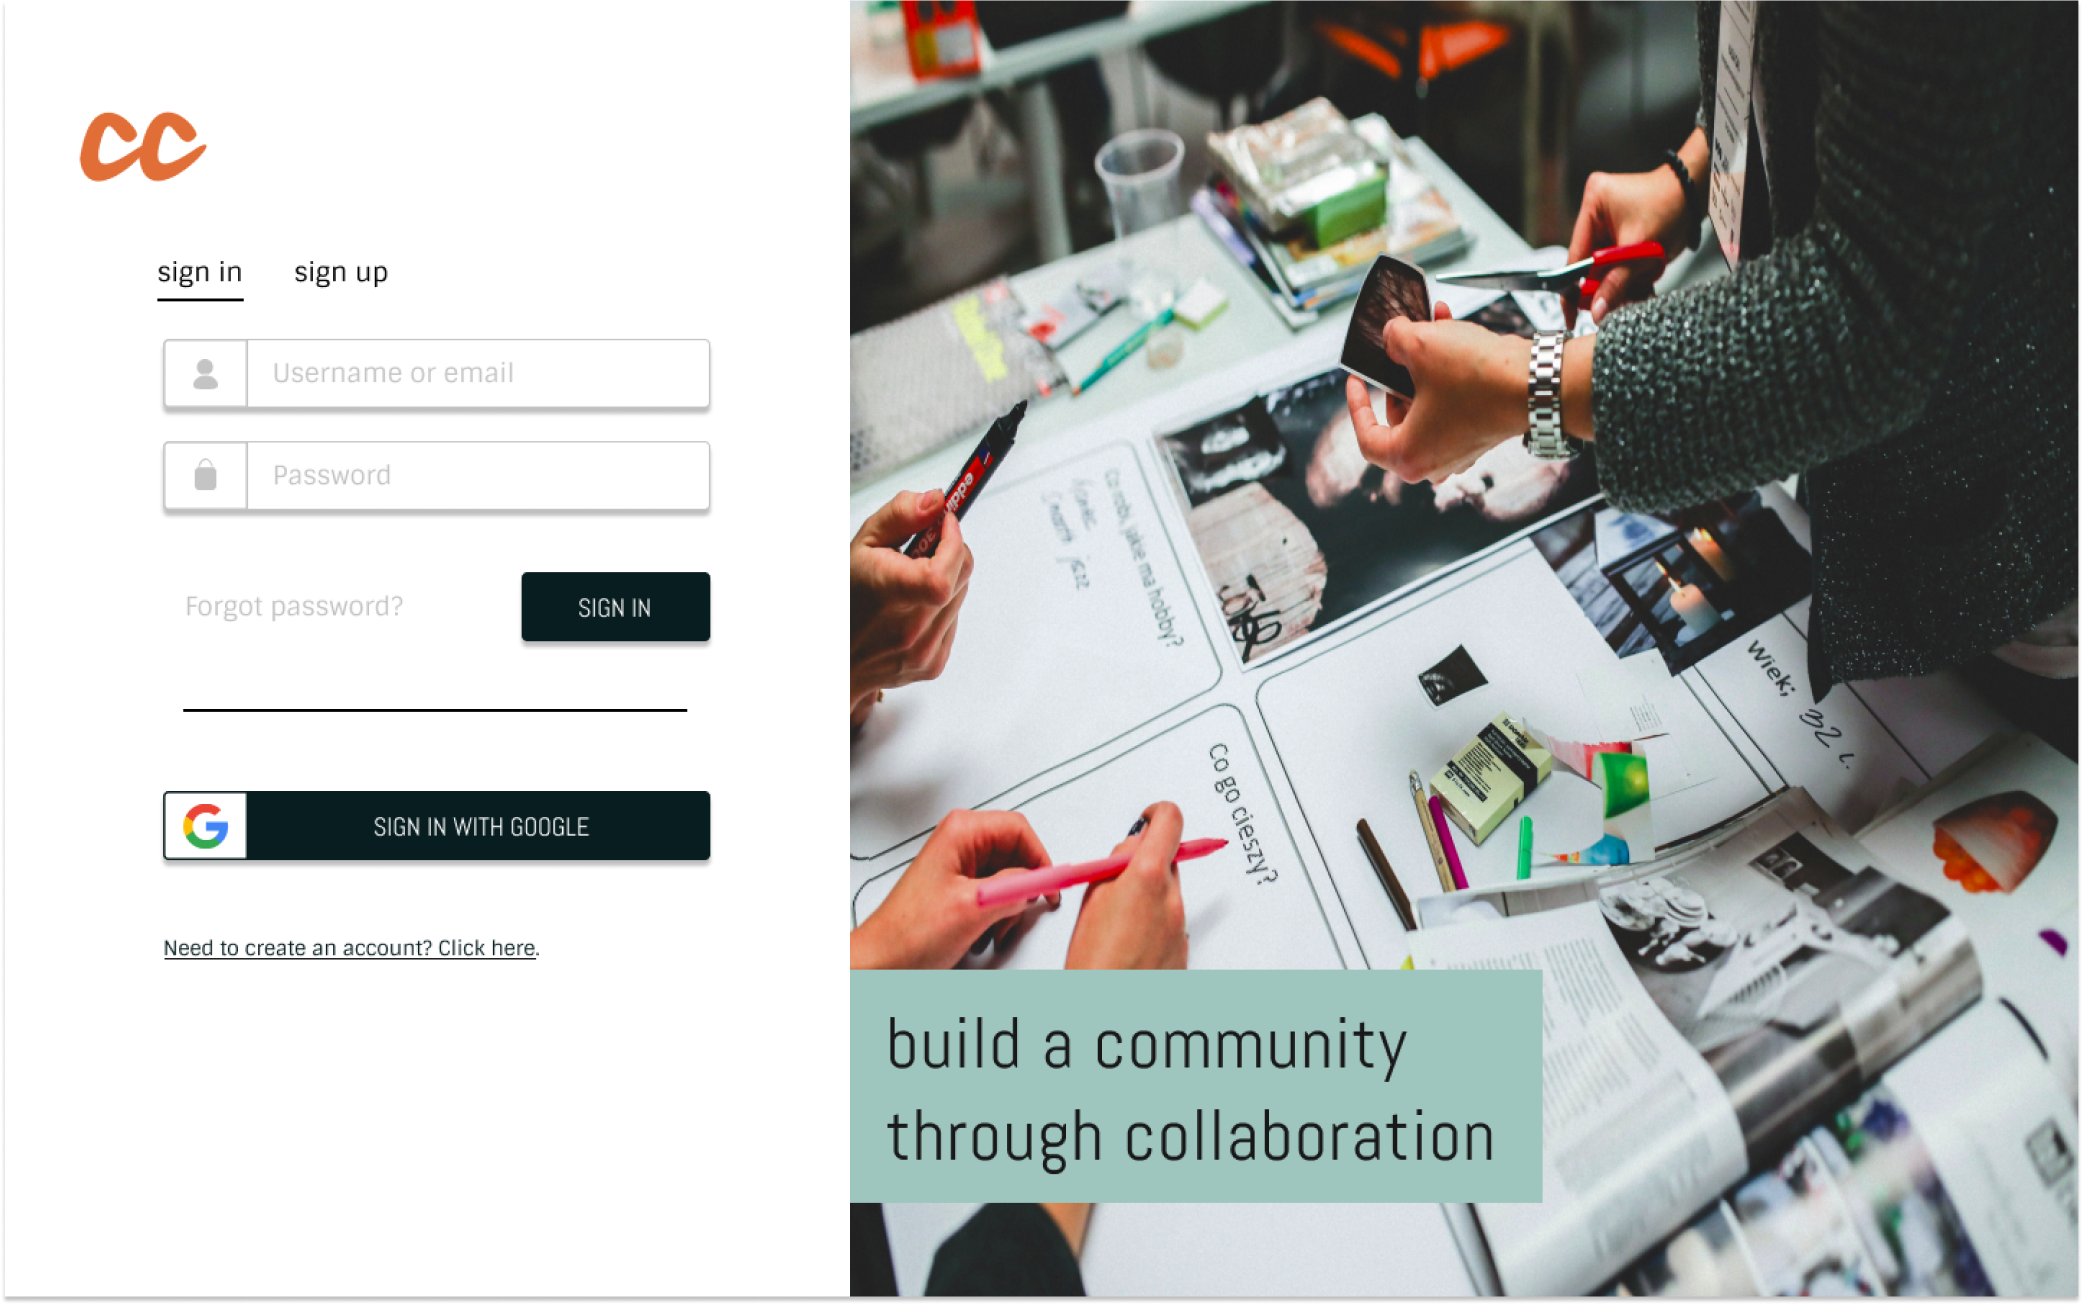 cc
sign in
sign up
Username or email
Password
Forgot password?
SIGN IN
SIGN IN WITH GOOGLE
Need to create an account? Click here.
edding
Co robi, jakie ma hobby?
Co go cieszy?
Wiek;
32 l.
build a community
through collaboration